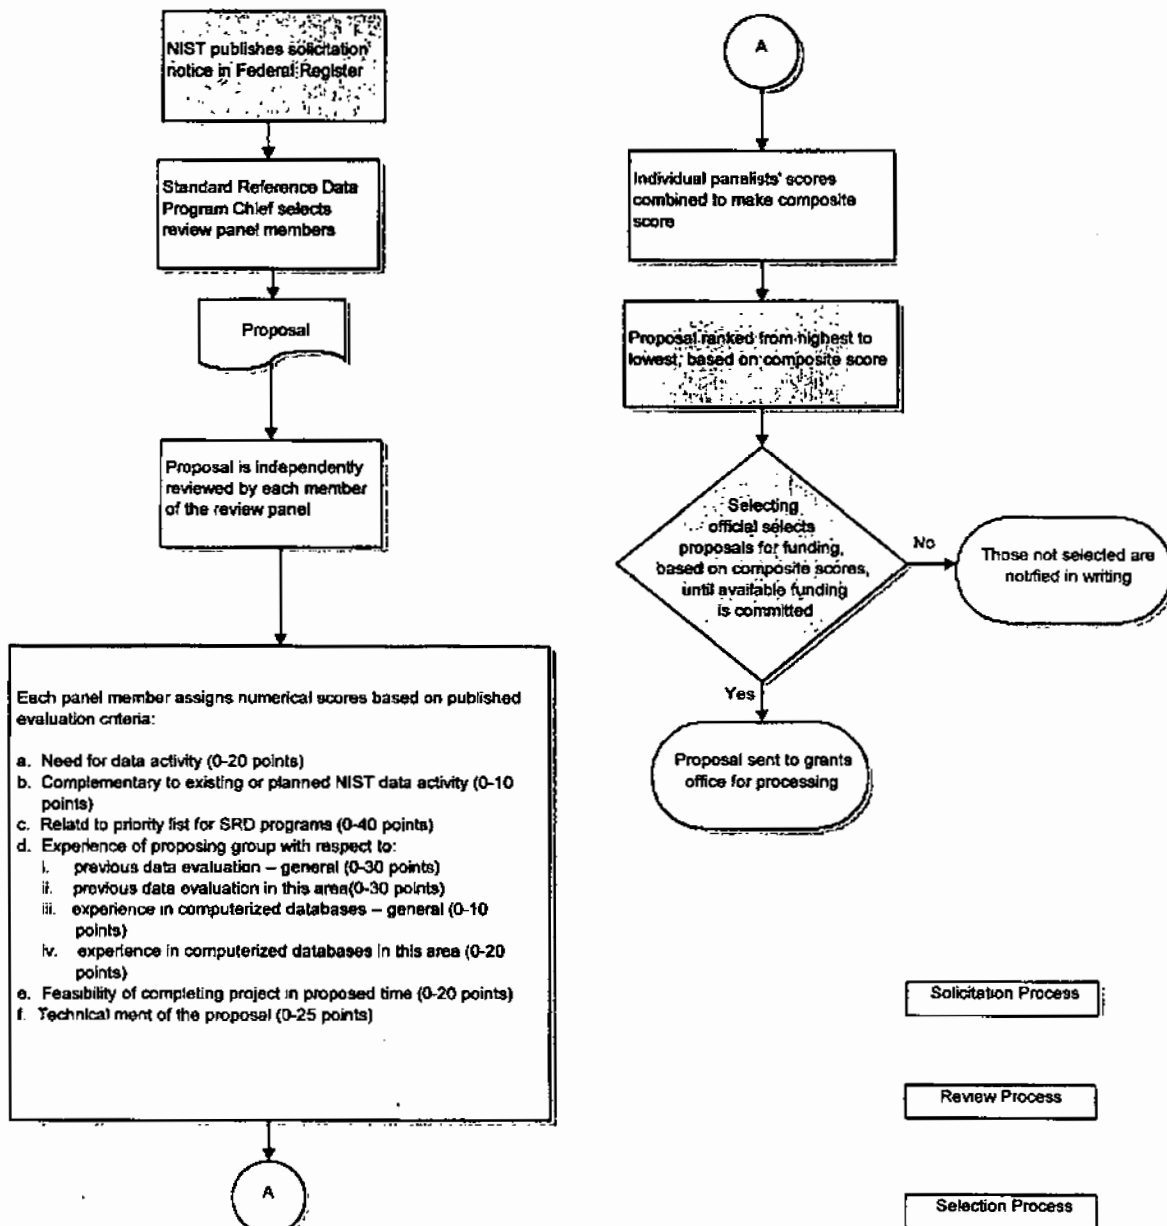 NIST publishes solicitation
notice in Federal Register
Standard Reference Data
Program Chief selects
review panel members
Proposal
Proposal is independently
reviewed by each member
of the review panel
Each panel member assigns numerical scores based on published
evaluation criteria:
a. Need for data activity (0-20 points)
b. Complementary to existing or planned NIST data activity (0-10
points)
c. Relatd to priority list for SRD programs (0-40 points)
d. Experience of proposing group with respect to:
i. previous data evaluation – general (0-30 points)
ii. previous data evaluation in this area(0-30 points)
iii. experience in computerized databases – general (0-10
points)
iv. experience in computerized databases in this area (0-20
points)
e. Feasibility of completing project in proposed time (0-20 points)
f. Technical merit of the proposal (0-25 points)
A
A
Individual panelists' scores
combined to make composite
score
Proposal ranked from highest to
lowest, based on composite score
Selecting
official selects
proposals for funding,
based on composite scores,
until available funding
is committed
No
Those not selected are
notified in writing
Yes
Proposal sent to grants
office for processing
Solicitation Process
Review Process
Selection Process